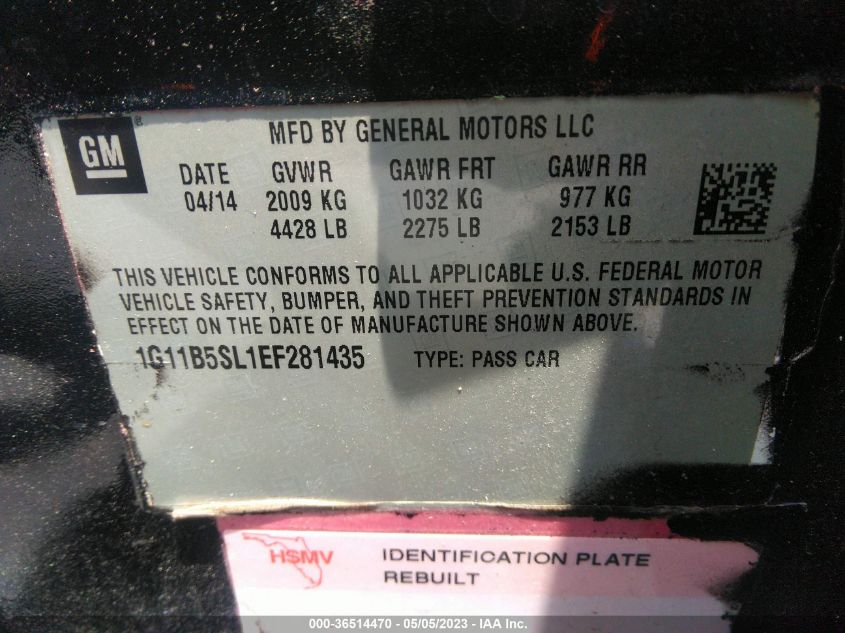 GM
MFD BY GENERAL MOTORS LLC
DATE GVWR GAWR FRT GAWR RR
04/14 2009 KG 1032 KG 977 KG
4428 LB 2275 LB 2153 LB
THIS VEHICLE CONFORMS TO ALL APPLICABLE U.S. FEDERAL MOTOR
VEHICLE SAFETY, BUMPER, AND THEFT PREVENTION STANDARDS IN
EFFECT ON THE DATE OF MANUFACTURE SHOWN ABOVE.
1G11B5SL1EF281435 TYPE: PASS CAR
HSMV IDENTIFICATION PLATE
REBUILT
000-36514470 - 05/05/2023 - IAA Inc.